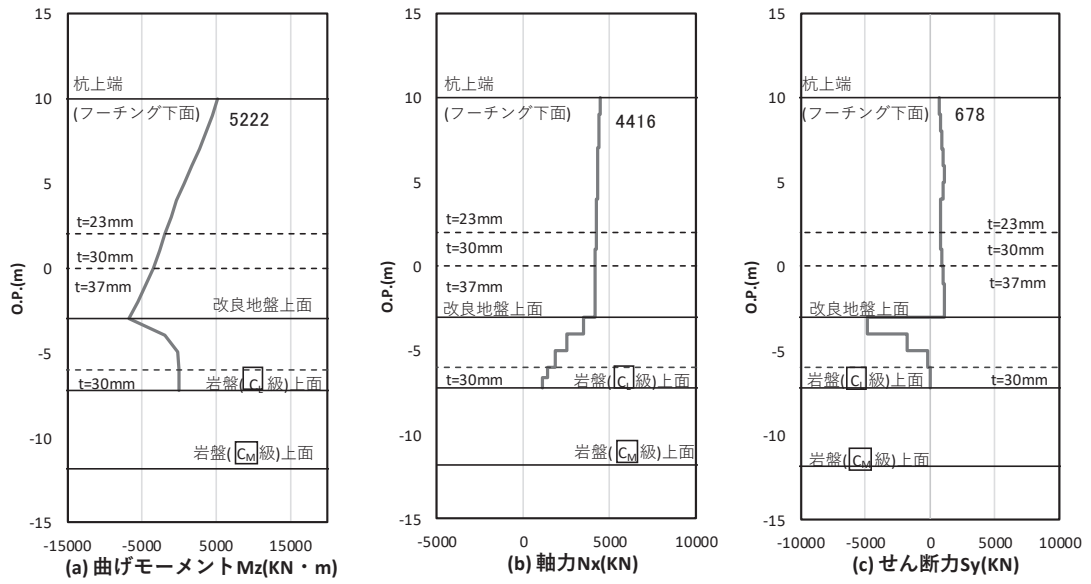 15
10
5
0
-5
-10
-15
O.P.(m)
杭上端
(フーチング下面)
5222
t=23mm
t=30mm
t=37mm
改良地盤上面
t=30mm
岩盤(CL級)上面
岩盤(CM級)上面
-15000 -5000 5000 15000
(a) 曲げモーメントMz(KN・m)
15
10
5
0
-5
-10
-15
O.P.(m)
杭上端
(フーチング下面)
4416
t=23mm
t=30mm
t=37mm
改良地盤上面
t=30mm
岩盤(CL級)上面
岩盤(CM級)上面
-5000 0 5000 10000
(b) 軸力Nx(KN)
15
10
5
0
-5
-10
-15
O.P.(m)
杭上端
(フーチング下面)
678
t=23mm
t=30mm
t=37mm
改良地盤上面
岩盤(CL級)上面
t=30mm
岩盤(CM級)上面
-10000 -5000 0 5000 10000
(c) せん断力Sy(KN)